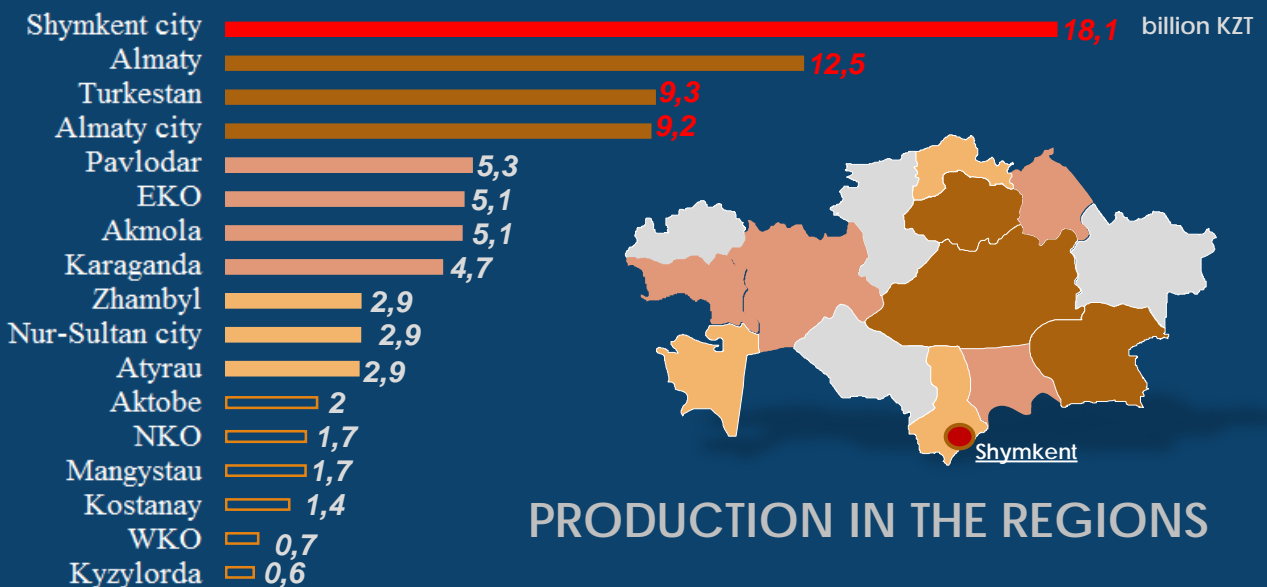 Shymkent city 18,1 billion KZT
Almaty 12,5
Turkestan 9,3
Almaty city 9,2
Pavlodar 5,3
EKO 5,1
Akmola 5,1
Karaganda 4,7
Zhambyl 2,9
Nur-Sultan city 2,9
Atyrau 2,9
Aktobe 2
NKO 1,7
Mangystau 1,7
Kostanay 1,4
WKO 0,7
Kyzylorda 0,6
Shymkent
PRODUCTION IN THE REGIONS